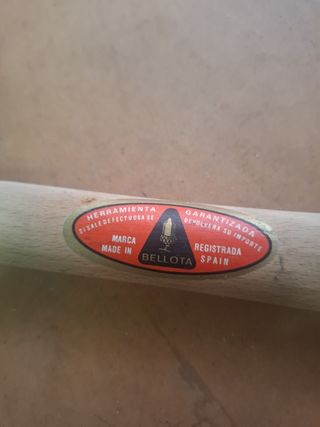 HERRAMIENTA GARANTIZADA
SI SALE DEFECTUOSA SE DEVOLVERA SU IMPORTE
MARCA REGISTRADA
MADE IN SPAIN
BELLOTA